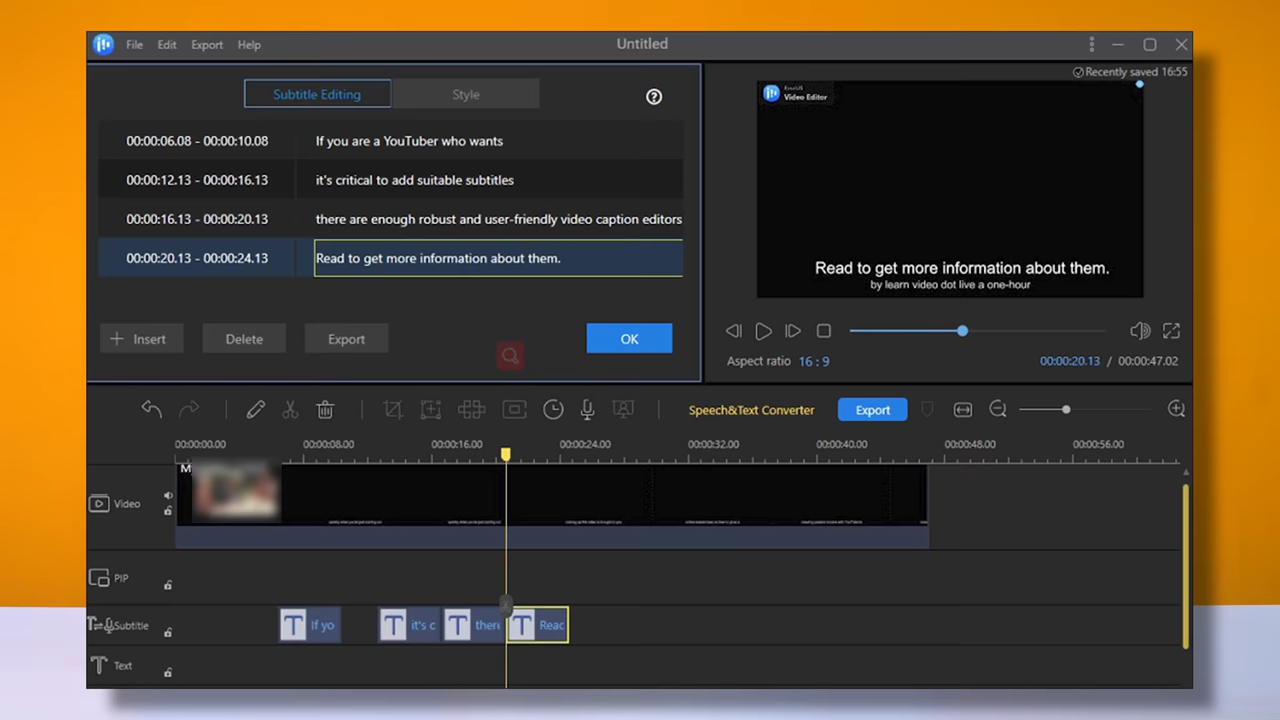 File Edit Export Help Untitled
Recently saved 16:55
Subtitle Editing Style
00:00:06.08 - 00:00:10.08 If you are a YouTuber who wants
00:00:12.13 - 00:00:16.13 it's critical to add suitable subtitles
00:00:16.13 - 00:00:20.13 there are enough robust and user-friendly video caption editors
00:00:20.13 - 00:00:24.13 Read to get more information about them.
+ Insert Delete Export OK
EaseUS
Video Editor
Read to get more information about them.
by learn video dot live a one-hour
Aspect ratio 16 : 9 00:00:20.13 / 00:00:47.02
Speech&Text Converter Export
00:00:00.00 00:00:08.00 00:00:16.00 00:00:24.00 00:00:32.00 00:00:40.00 00:00:48.00 00:00:56.00
M
Video
PIP
Subtitle T If yo T it's c T there T Reac
T Text